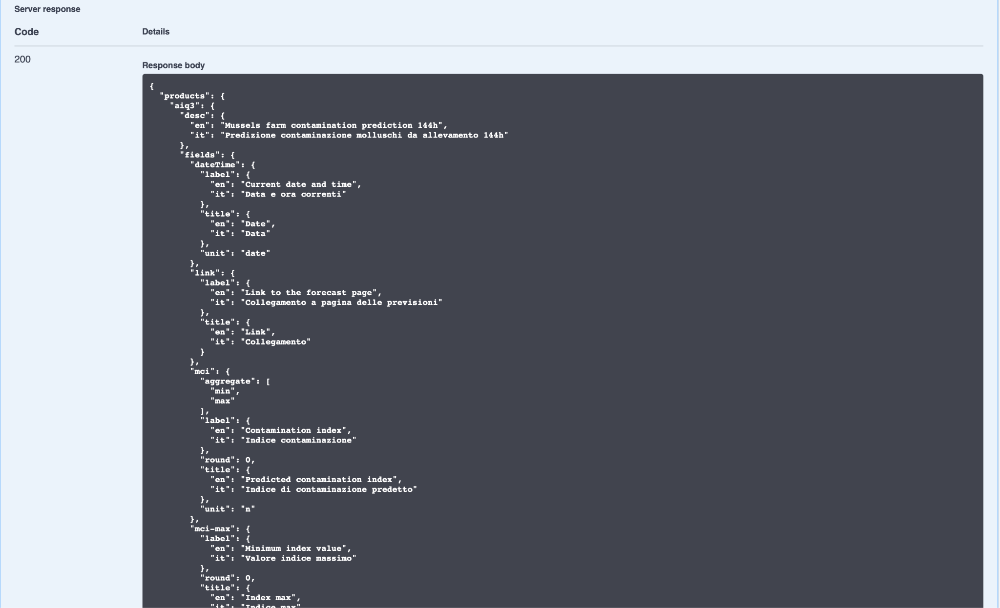 Server response
Code Details
200
Response body
{
  "products": {
    "aiq3": {
      "desc": {
        "en": "Mussels farm contamination prediction 144h",
        "it": "Predizione contaminazione molluschi da allevamento 144h"
      },
      "fields": {
        "dateTime": {
          "label": {
            "en": "Current date and time",
            "it": "Data e ora correnti"
          },
          "title": {
            "en": "Date",
            "it": "Data"
          },
          "unit": "date"
        },
        "link": {
          "label": {
            "en": "Link to the forecast page",
            "it": "Collegamento a pagina delle previsioni"
          },
          "title": {
            "en": "Link",
            "it": "Collegamento"
          }
        },
        "mci": {
          "aggregate": [
            "min",
            "max"
          ],
          "label": {
            "en": "Contamination index",
            "it": "Indice contaminazione"
          },
          "round": 0,
          "title": {
            "en": "Predicted contamination index",
            "it": "Indice di contaminazione predetto"
          },
          "unit": "n"
        },
        "mci-max": {
          "label": {
            "en": "Minimum index value",
            "it": "Valore indice massimo"
          },
          "round": 0,
          "title": {
            "en": "Index max",
            "it": "Indice max"